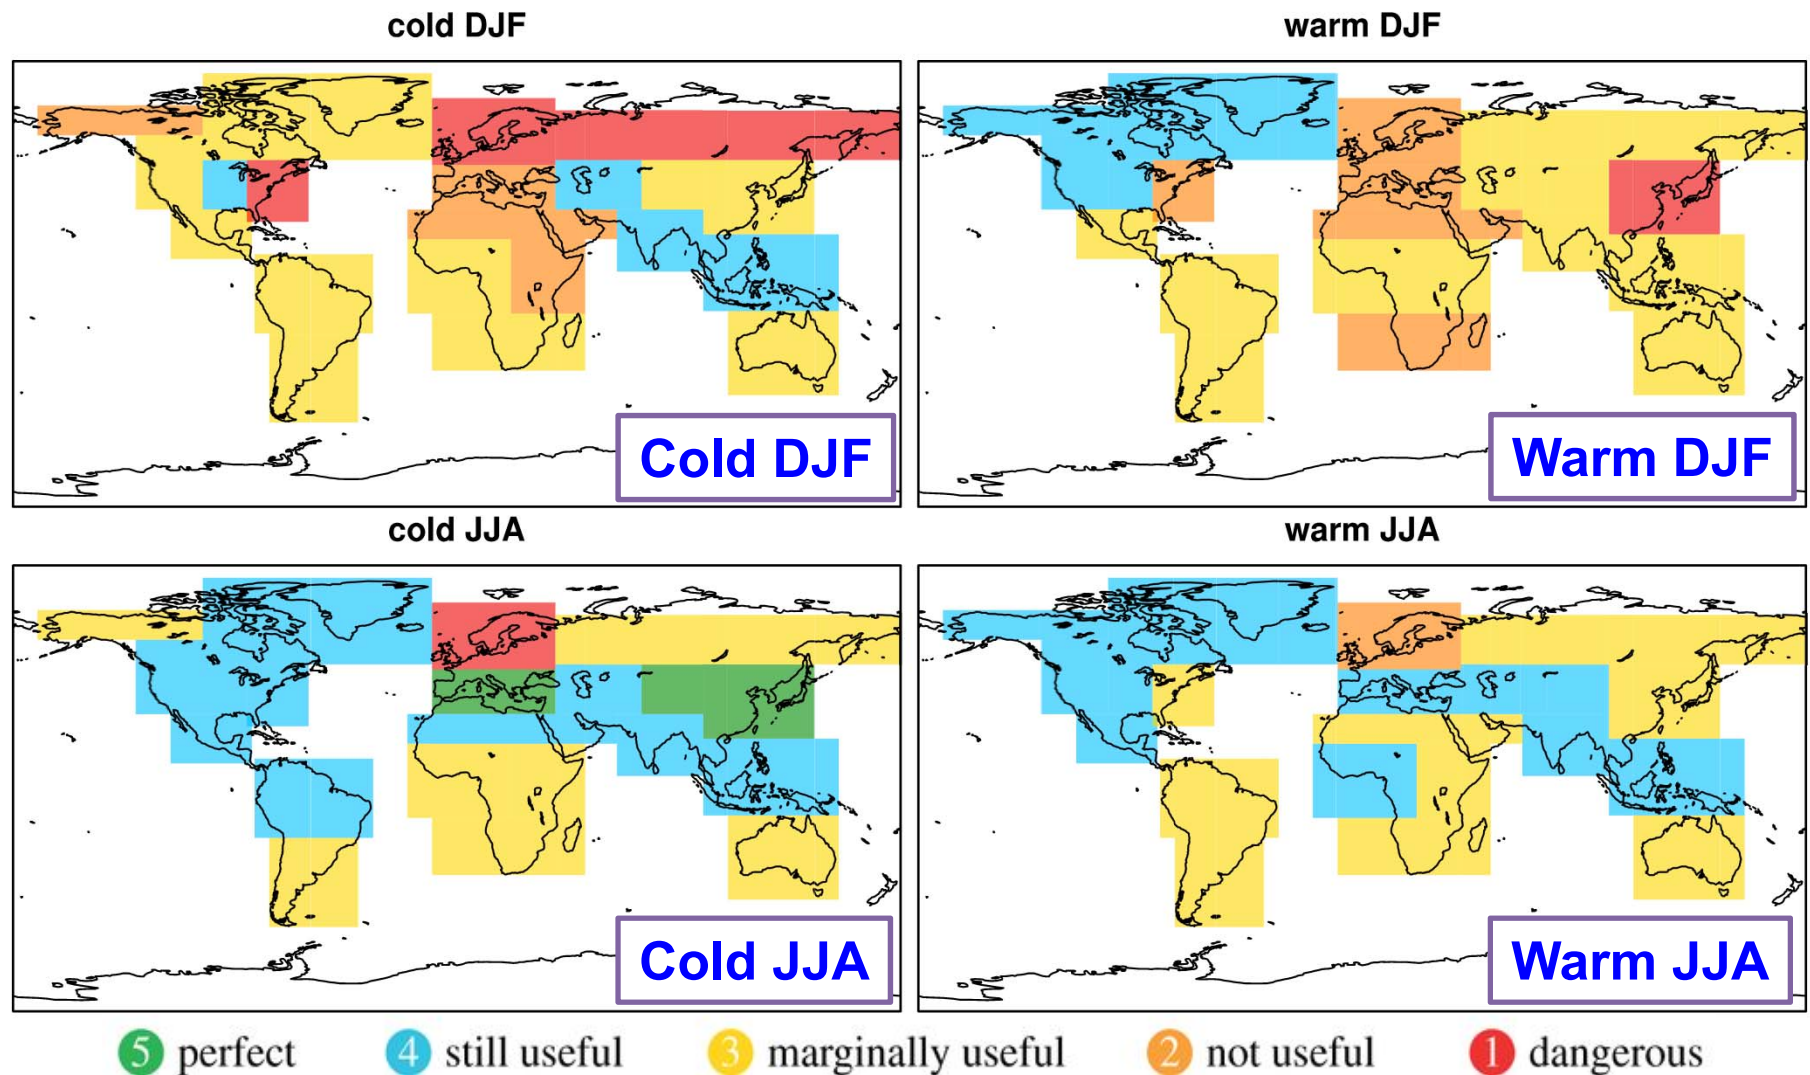 cold DJF
warm DJF
Cold DJF
Warm DJF
cold JJA
warm JJA
Cold JJA
Warm JJA
5 perfect 4 still useful 3 marginally useful 2 not useful 1 dangerous